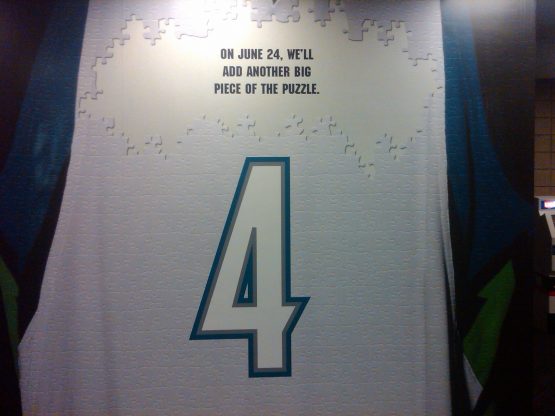 ON JUNE 24, WE'LL
ADD ANOTHER BIG
PIECE OF THE PUZZLE.
4